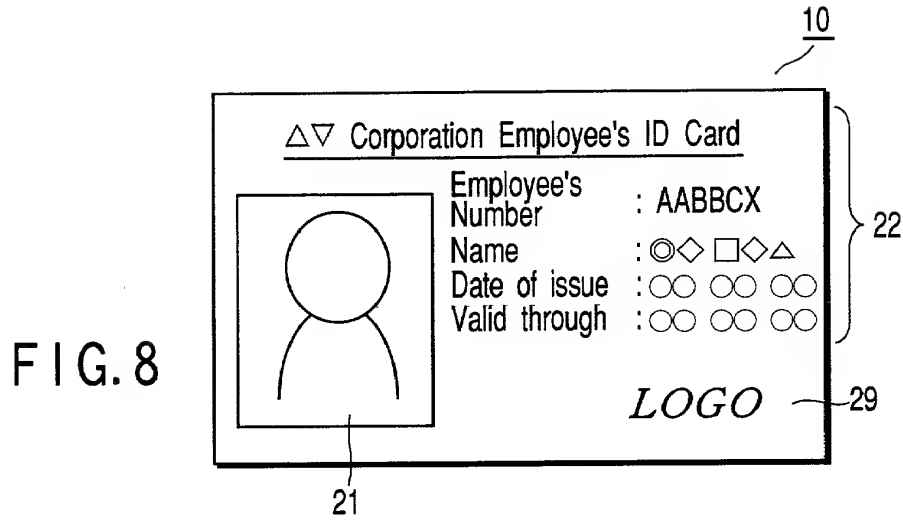 10
△▽ Corporation Employee's ID Card
Employee's
Number : AABBCX
Name : ◎◇ □◇△
Date of issue : ○○ ○○ ○○
Valid through : ○○ ○○ ○○
22
FIG. 8
LOGO
29
21